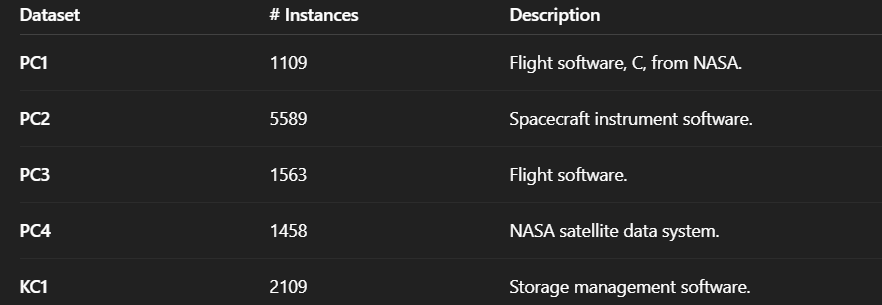 Dataset # Instances Description
PC1 1109 Flight software, C, from NASA.
PC2 5589 Spacecraft instrument software.
PC3 1563 Flight software.
PC4 1458 NASA satellite data system.
KC1 2109 Storage management software.